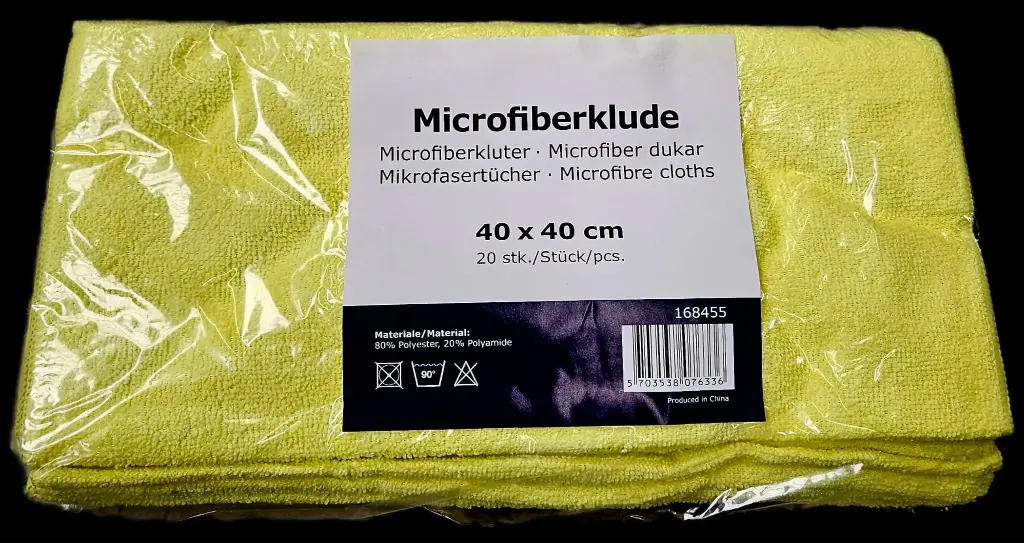 Microfiberklude
Microfiberkluter · Microfiber dukar
Mikrofasertücher · Microfibre cloths
40 x 40 cm
20 stk./Stück/pcs.
168455
Materiale/Material:
80% Polyester, 20% Polyamide
90°
5 703538 076336
Produced in China